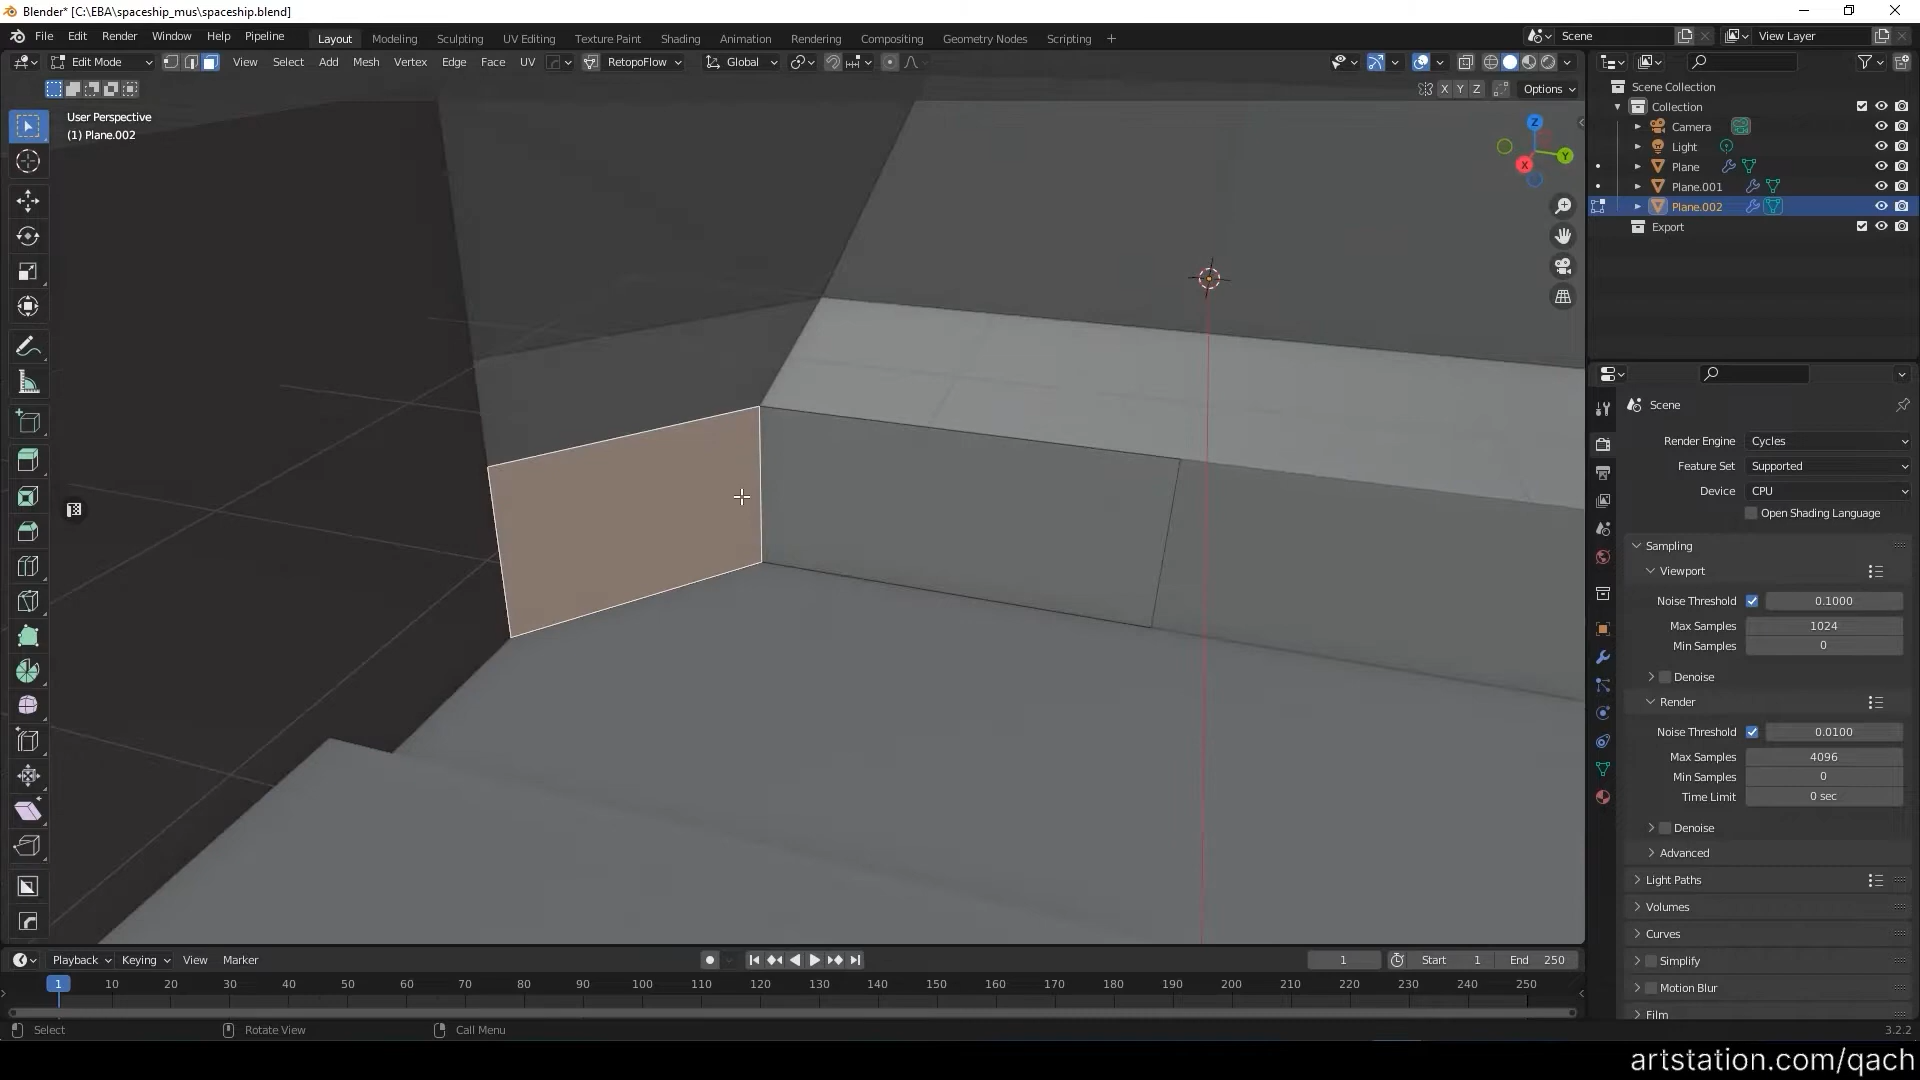 Blender* [C:\EBA\spaceship_mus\spaceship.blend]
File Edit Render Window Help Pipeline Layout Modeling Sculpting UV Editing Texture Paint Shading Animation Rendering Compositing Geometry Nodes Scripting + Scene View Layer
Edit Mode View Select Add Mesh Vertex Edge Face UV RetopoFlow Global
X Y Z Options
User Perspective
(1) Plane.002
Z
Y
X
Scene Collection
Collection
Camera
Light
Plane
Plane.001
Plane.002
Export
Scene
Render Engine Cycles
Feature Set Supported
Device CPU
Open Shading Language
Sampling
Viewport
Noise Threshold 0.1000
Max Samples 1024
Min Samples 0
Denoise
Render
Noise Threshold 0.0100
Max Samples 4096
Min Samples 0
Time Limit 0 sec
Denoise
Advanced
Light Paths
Volumes
Curves
Simplify
Motion Blur
Film
Playback Keying View Marker 1 Start 1 End 250
1 10 20 30 40 50 60 70 80 90 100 110 120 130 140 150 160 170 180 190 200 210 220 230 240 250
Select Rotate View Call Menu 3.2.2
artstation.com/qach